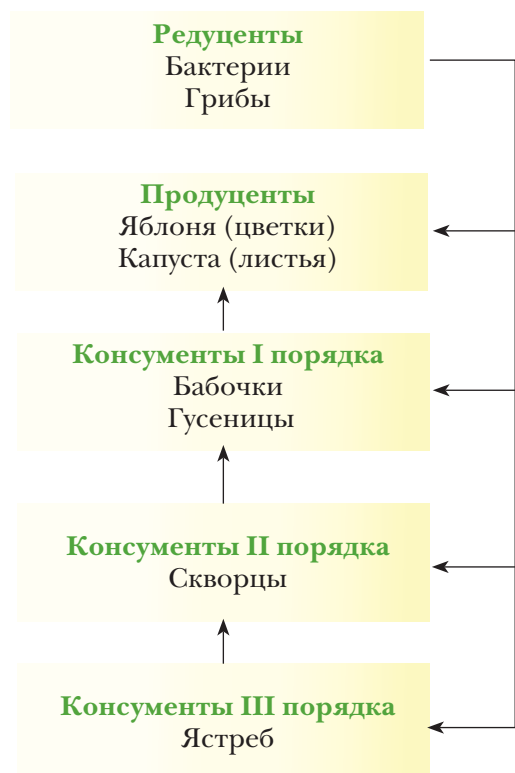 Редуценты
Бактерии
Грибы
Продуценты
Яблоня (цветки)
Капуста (листья)
Консументы I порядка
Бабочки
Гусеницы
Консументы II порядка
Скворцы
Консументы III порядка
Ястреб